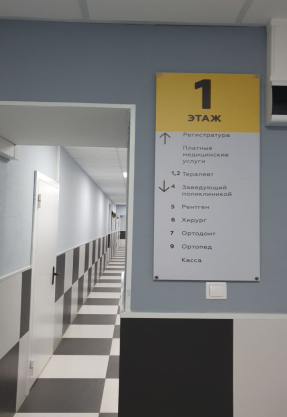 1
ЭТАЖ
Регистратура
Платные
медицинские
услуги
1,2 Терапевт
4 Заведующий
поликлиникой
5 Рентген
6 Хирург
7 Ортодонт
9 Ортопед
Касса